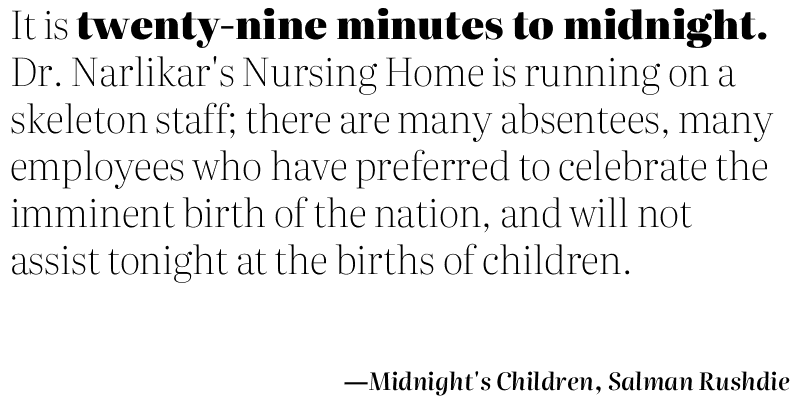 It is twenty-nine minutes to midnight.
Dr. Narlikar's Nursing Home is running on a
skeleton staff; there are many absentees, many
employees who have preferred to celebrate the
imminent birth of the nation, and will not
assist tonight at the births of children.
—Midnight's Children, Salman Rushdie